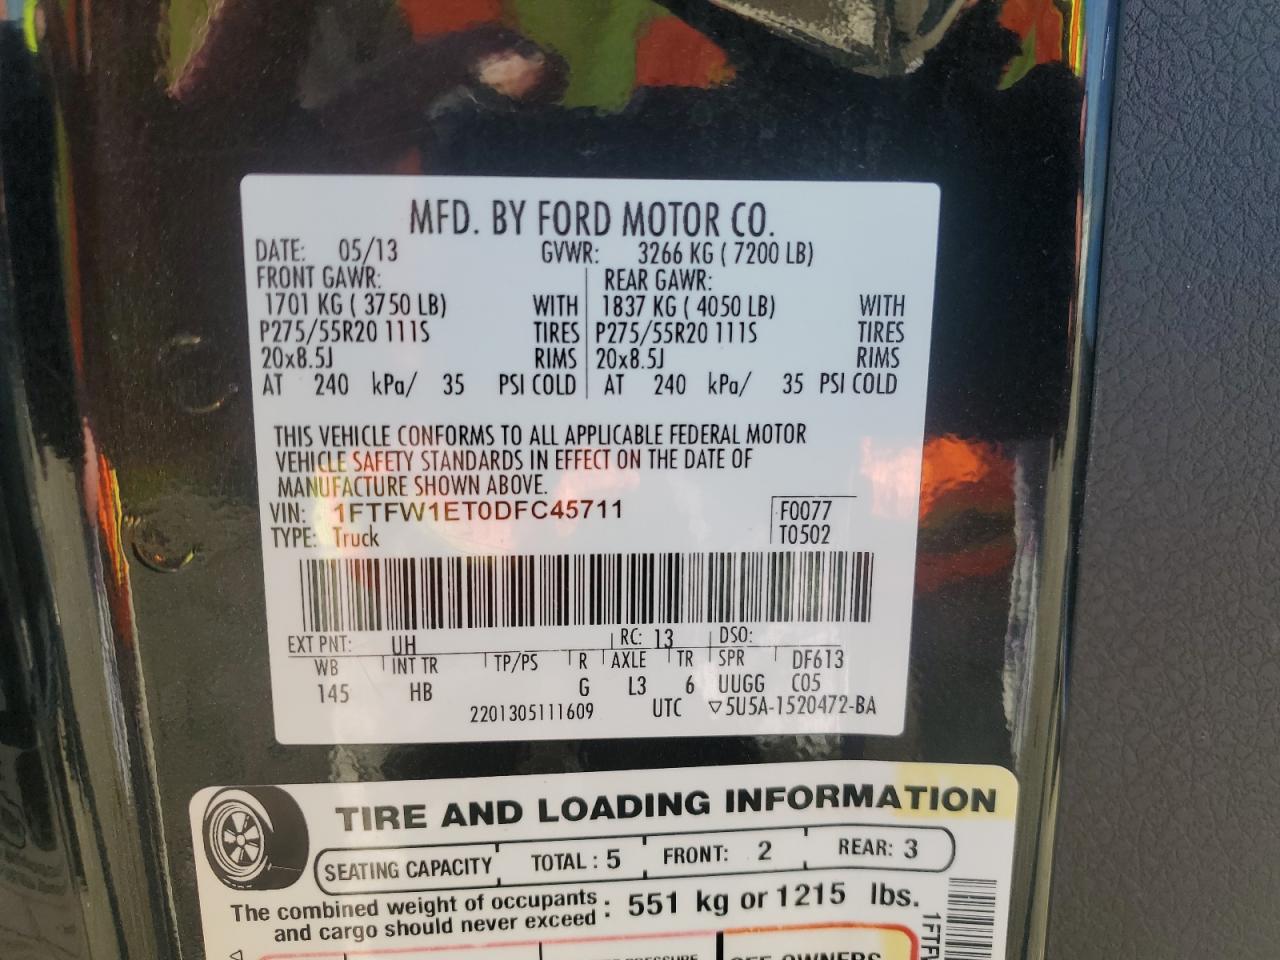 MFD. BY FORD MOTOR CO.
DATE: 05/13 GVWR: 3266 KG ( 7200 LB)
FRONT GAWR: REAR GAWR:
1701 KG ( 3750 LB) WITH 1837 KG ( 4050 LB) WITH
P275/55R20 111S TIRES P275/55R20 111S TIRES
20x8.5J RIMS 20x8.5J RIMS
AT 240 kPa/ 35 PSI COLD AT 240 kPa/ 35 PSI COLD
THIS VEHICLE CONFORMS TO ALL APPLICABLE FEDERAL MOTOR
VEHICLE SAFETY STANDARDS IN EFFECT ON THE DATE OF
MANUFACTURE SHOWN ABOVE.
VIN: 1FTFW1ET0DFC45711 F0077
TYPE: Truck T0502
EXT PNT: UH RC: 13 DSO:
WB INT TR TP/PS R AXLE TR SPR DF613
145 HB G L3 6 UUGG C05
2201305111609 UTC ▽5U5A-1520472-BA
TIRE AND LOADING INFORMATION
SEATING CAPACITY TOTAL : 5 FRONT: 2 REAR: 3
The combined weight of occupants : 551 kg or 1215 lbs.
and cargo should never exceed :